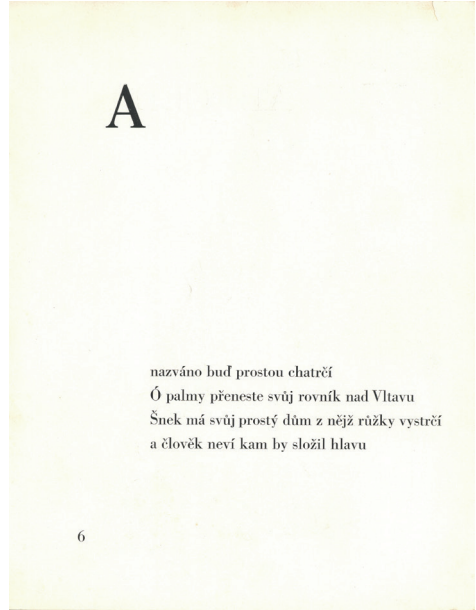 A
nazváno buď prostou chatrčí
Ó palmy přeneste svůj rovník nad Vltavu
Šnek má svůj prostý dům z nějž růžky vystrčí
a člověk neví kam by složil hlavu
6